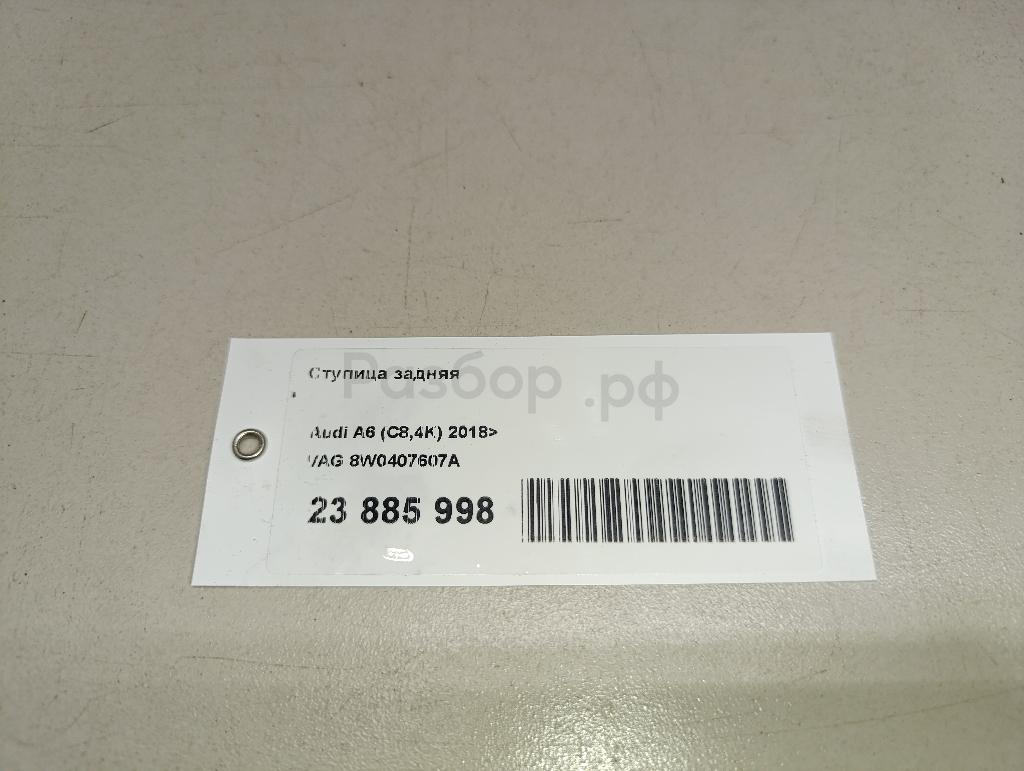 Ступица задняя
Разбор.рф
Audi A6 (C8,4K) 2018>
VAG 8W0407607A
23 885 998